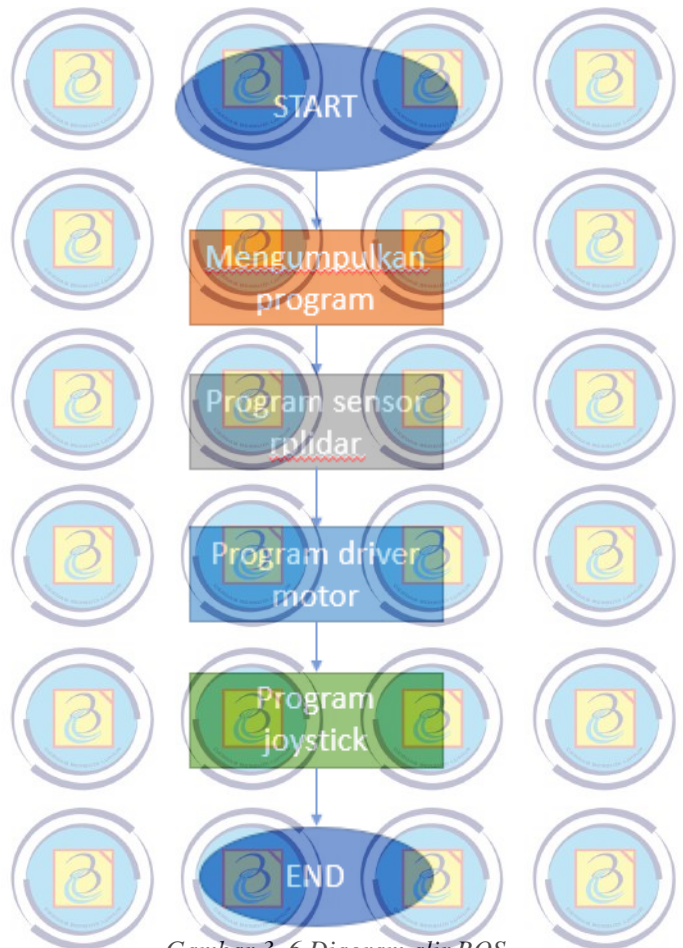 START
Mengumpulkan
program
Program sensor
rplidar
Program driver
motor
Program
joystick
END
Gambar 3. 6 Diagram alir ROS